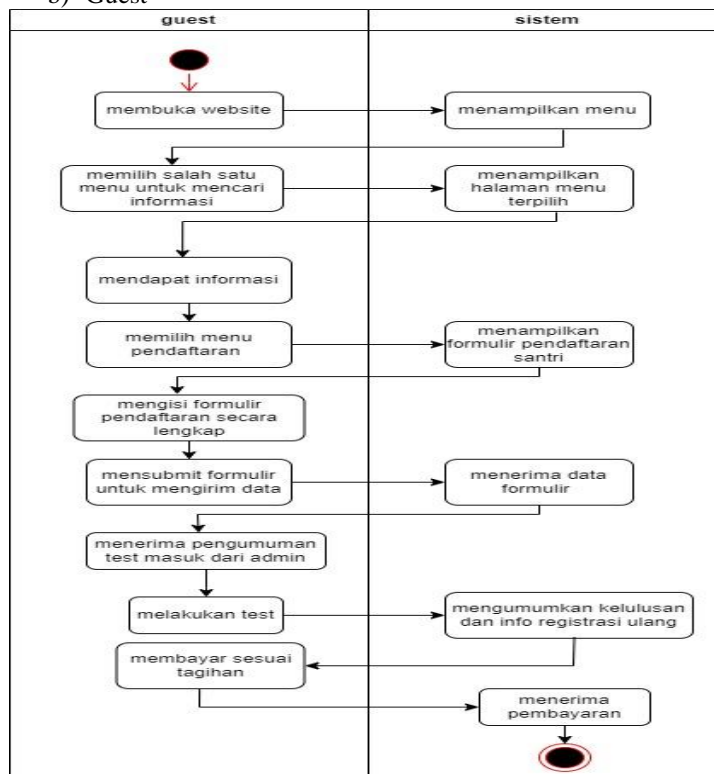 b) Guest
guest
sistem
membuka website
menampilkan menu
memilih salah satu
menu untuk mencari
informasi
menampilkan
halaman menu
terpilih
mendapat informasi
memilih menu
pendaftaran
menampilkan
formulir pendaftaran
santri
mengisi formulir
pendaftaran secara
lengkap
mensubmit formulir
untuk mengirim data
menerima data
formulir
menerima pengumuman
test masuk dari admin
melakukan test
mengumumkan kelulusan
dan info registrasi ulang
membayar sesuai
tagihan
menerima
pembayaran